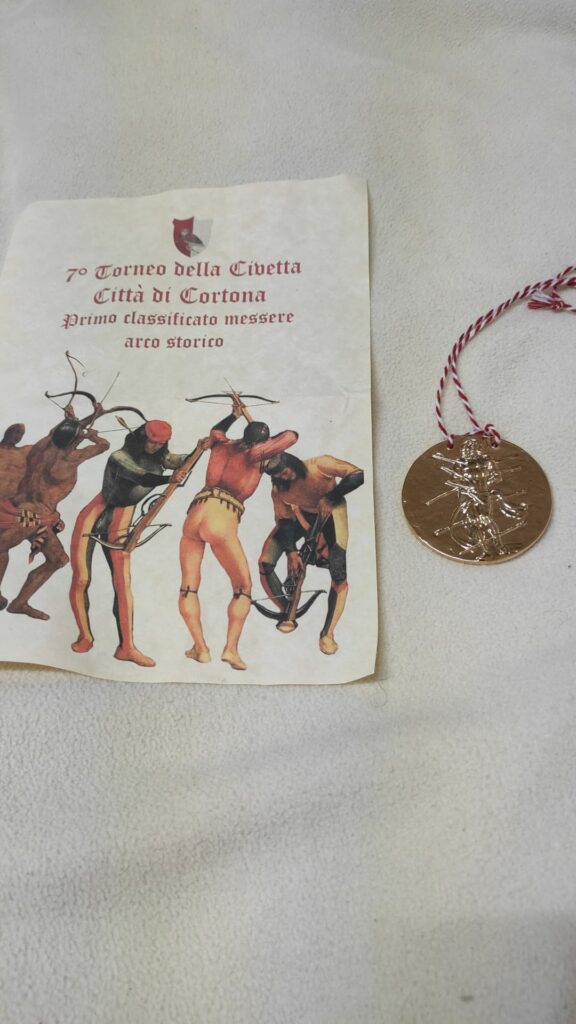 7° Torneo della Civetta
Città di Cortona
Primo classificato messere
arco storico